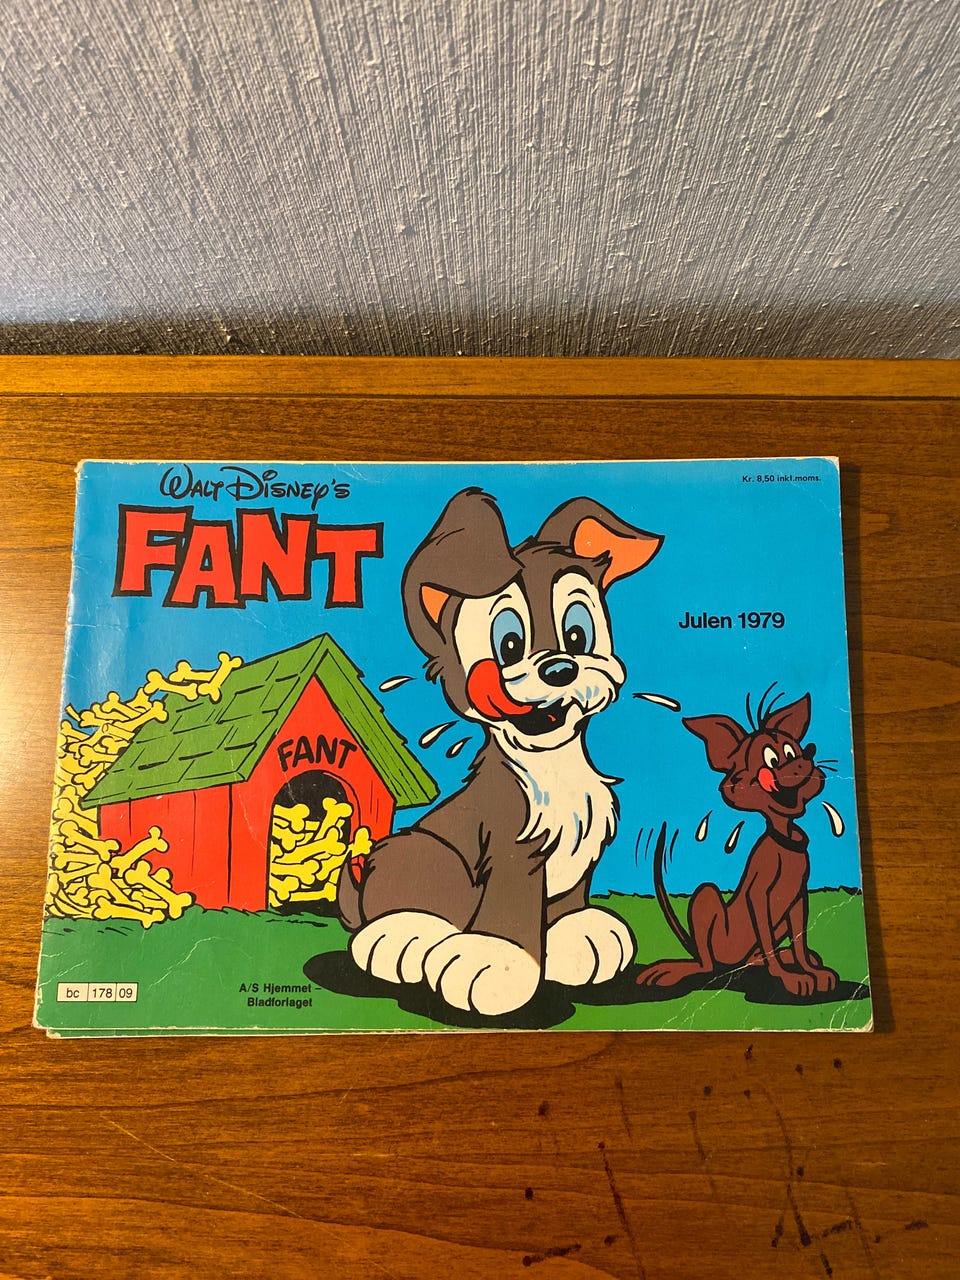 Walt Disney's
FANT
Kr. 8,50 inkl.moms.
Julen 1979
FANT
bc 178 09
A/S Hjemmet –
Bladforlaget